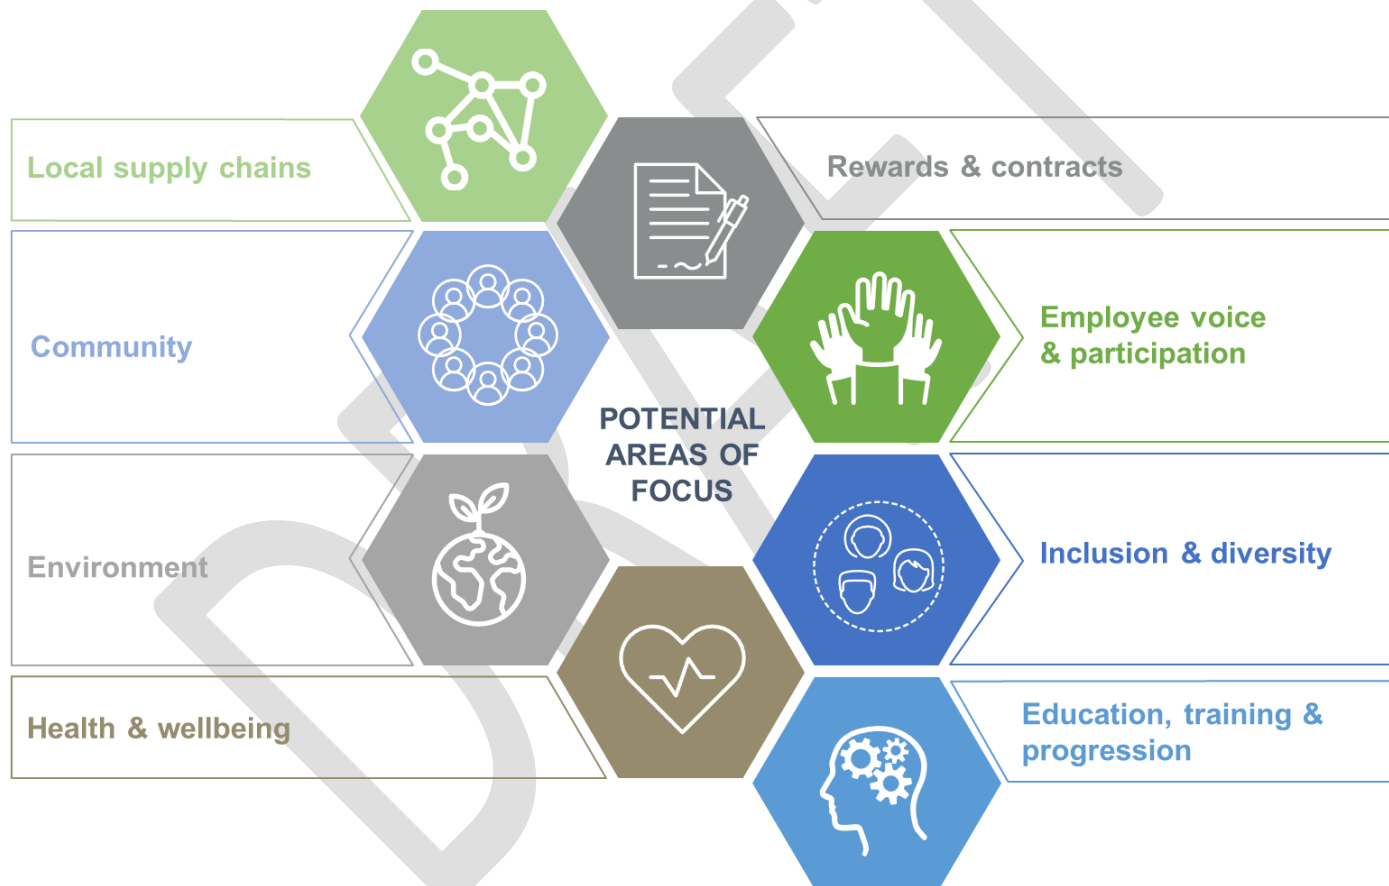 Local supply chains
Rewards & contracts
Community
Employee voice
& participation
POTENTIAL
AREAS OF
FOCUS
Environment
Inclusion & diversity
Health & wellbeing
Education, training &
progression
DRAFT